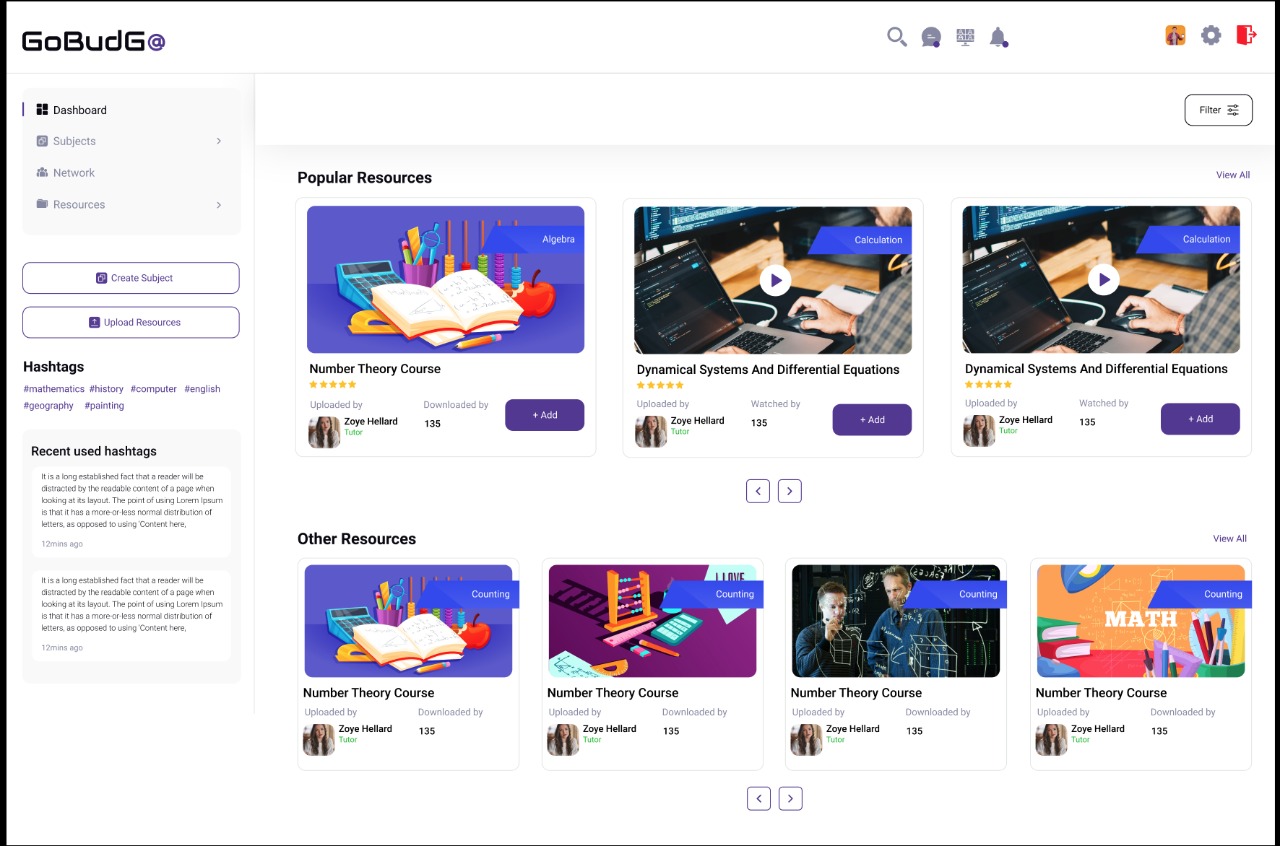 GoBudG@
Dashboard
Subjects
Network
Resources
Create Subject
Upload Resources
Hashtags
#mathematics #history #computer #english
#geography #painting
Recent used hashtags
It is a long established fact that a reader will be
distracted by the readable content of a page when
looking at its layout. The point of using Lorem Ipsum
is that it has a more-or-less normal distribution of
letters, as opposed to using 'Content here,
12mins ago
It is a long established fact that a reader will be
distracted by the readable content of a page when
looking at its layout. The point of using Lorem Ipsum
is that it has a more-or-less normal distribution of
letters, as opposed to using 'Content here,
12mins ago
Filter
Popular Resources
View All
Algebra
Number Theory Course
Uploaded by
Downloaded by
Zoye Hellard
Tutor
135
+ Add
Calculation
Dynamical Systems And Differential Equations
Uploaded by
Watched by
Zoye Hellard
Tutor
135
+ Add
Calculation
Dynamical Systems And Differential Equations
Uploaded by
Watched by
Zoye Hellard
Tutor
135
+ Add
Other Resources
View All
Counting
Number Theory Course
Uploaded by
Downloaded by
Zoye Hellard
Tutor
135
I LOVE
Counting
Number Theory Course
Uploaded by
Downloaded by
Zoye Hellard
Tutor
135
Counting
Number Theory Course
Uploaded by
Downloaded by
Zoye Hellard
Tutor
135
Counting
MATH
Number Theory Course
Uploaded by
Downloaded by
Zoye Hellard
Tutor
135